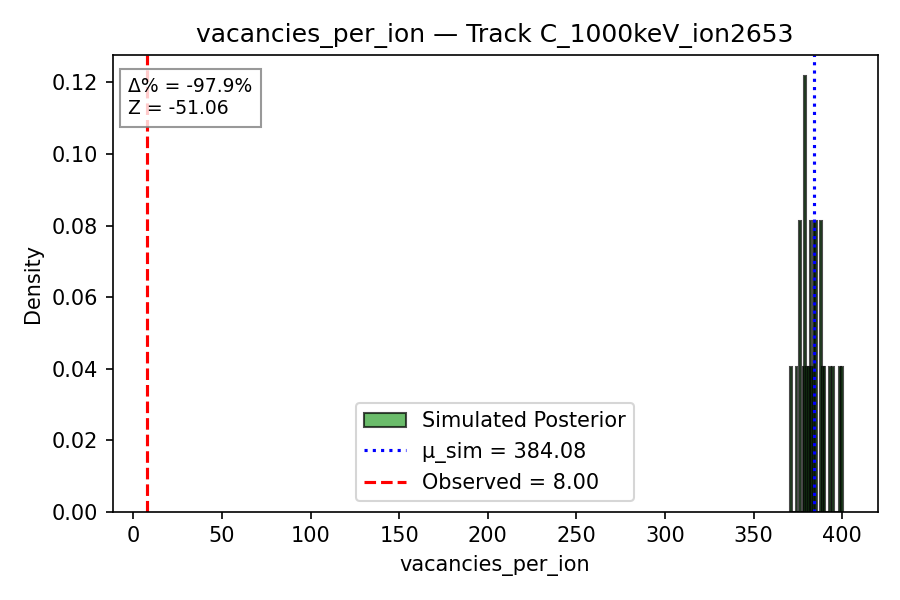 vacancies_per_ion — Track C_1000keV_ion2653
Δ% = -97.9%
Z = -51.06
0.12
0.10
0.08
0.06
0.04
0.02
0.00
Density
Simulated Posterior
μ_sim = 384.08
Observed = 8.00
0 50 100 150 200 250 300 350 400
vacancies_per_ion